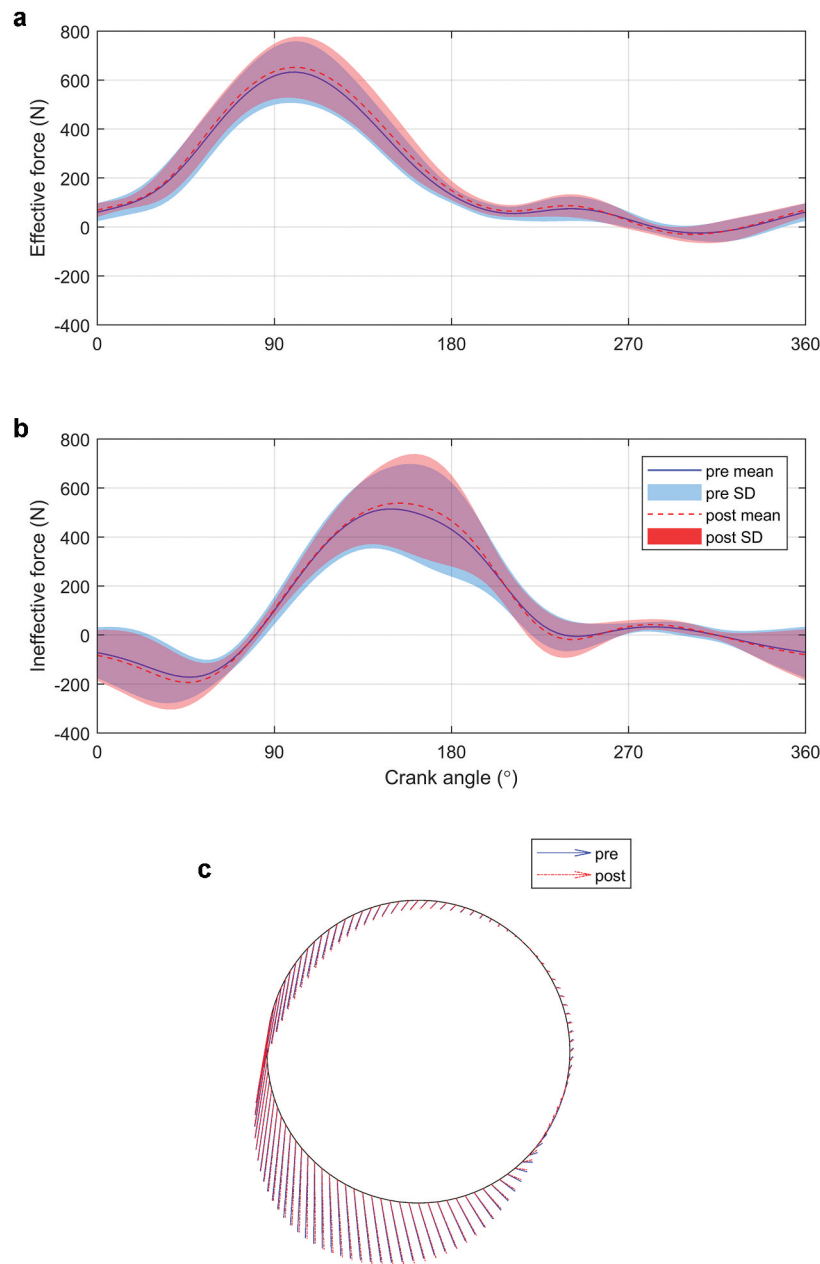 a
800
600
400
200
0
-200
-400
Effective force (N)
0 90 180 270 360
b
800
600
400
200
0
-200
-400
Ineffective force (N)
pre mean
pre SD
post mean
post SD
0 90 180 270 360
Crank angle (°)
c
pre
post